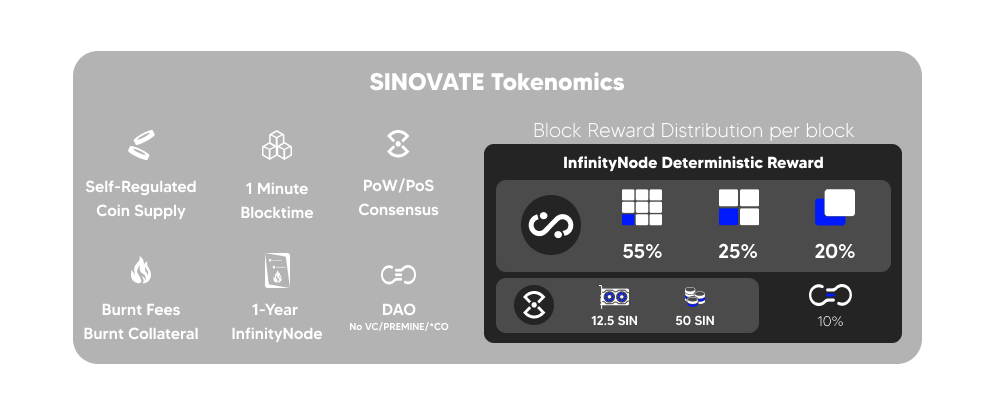 SINOVATE Tokenomics
Self-Regulated
Coin Supply
1 Minute
Blocktime
PoW/PoS
Consensus
Burnt Fees
Burnt Collateral
1-Year
InfinityNode
DAO
No VC/PREMINE/*CO
Block Reward Distribution per block
InfinityNode Deterministic Reward
55%
25%
20%
12.5 SIN
50 SIN
10%